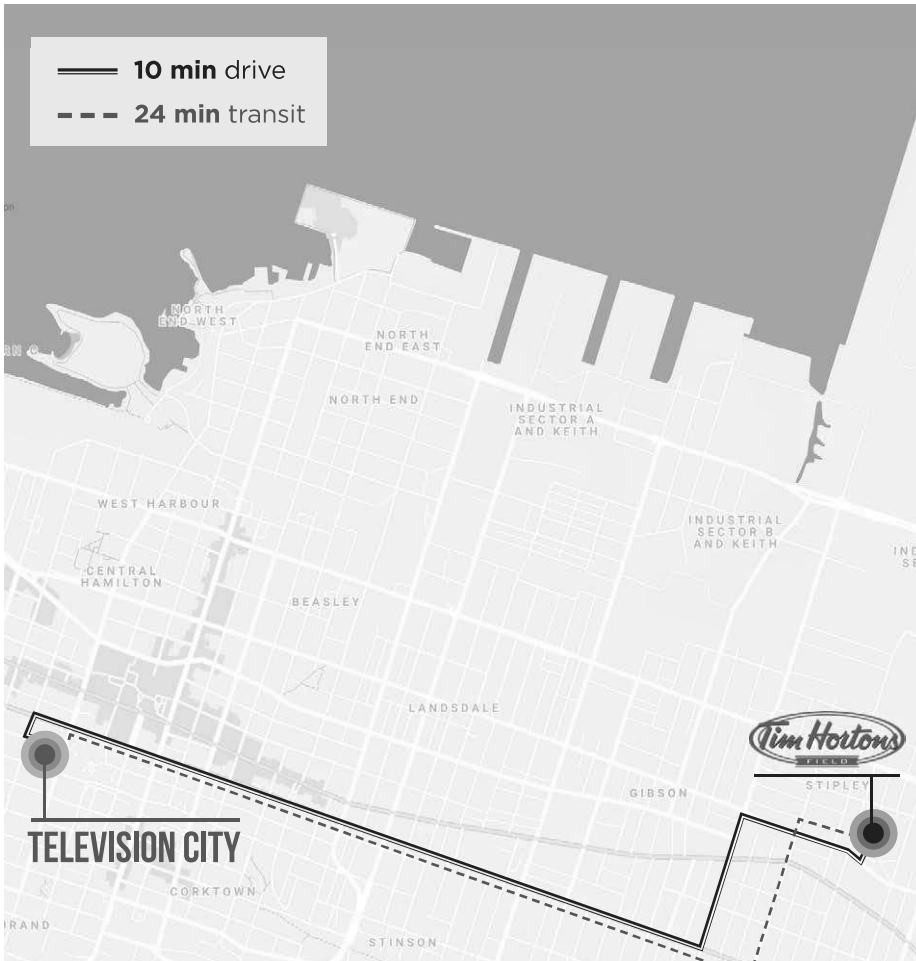 10 min drive
24 min transit
NORTH
END WEST
NORTH
END EAST
NORTH END
INDUSTRIAL
SECTOR A
AND KEITH
WEST HARBOUR
INDUSTRIAL
SECTOR B
AND KEITH
CENTRAL
HAMILTON
BEASLEY
LANDSDALE
Tim Hortons
FIELD
STIPLEY
GIBSON
TELEVISION CITY
CORKTOWN
STINSON